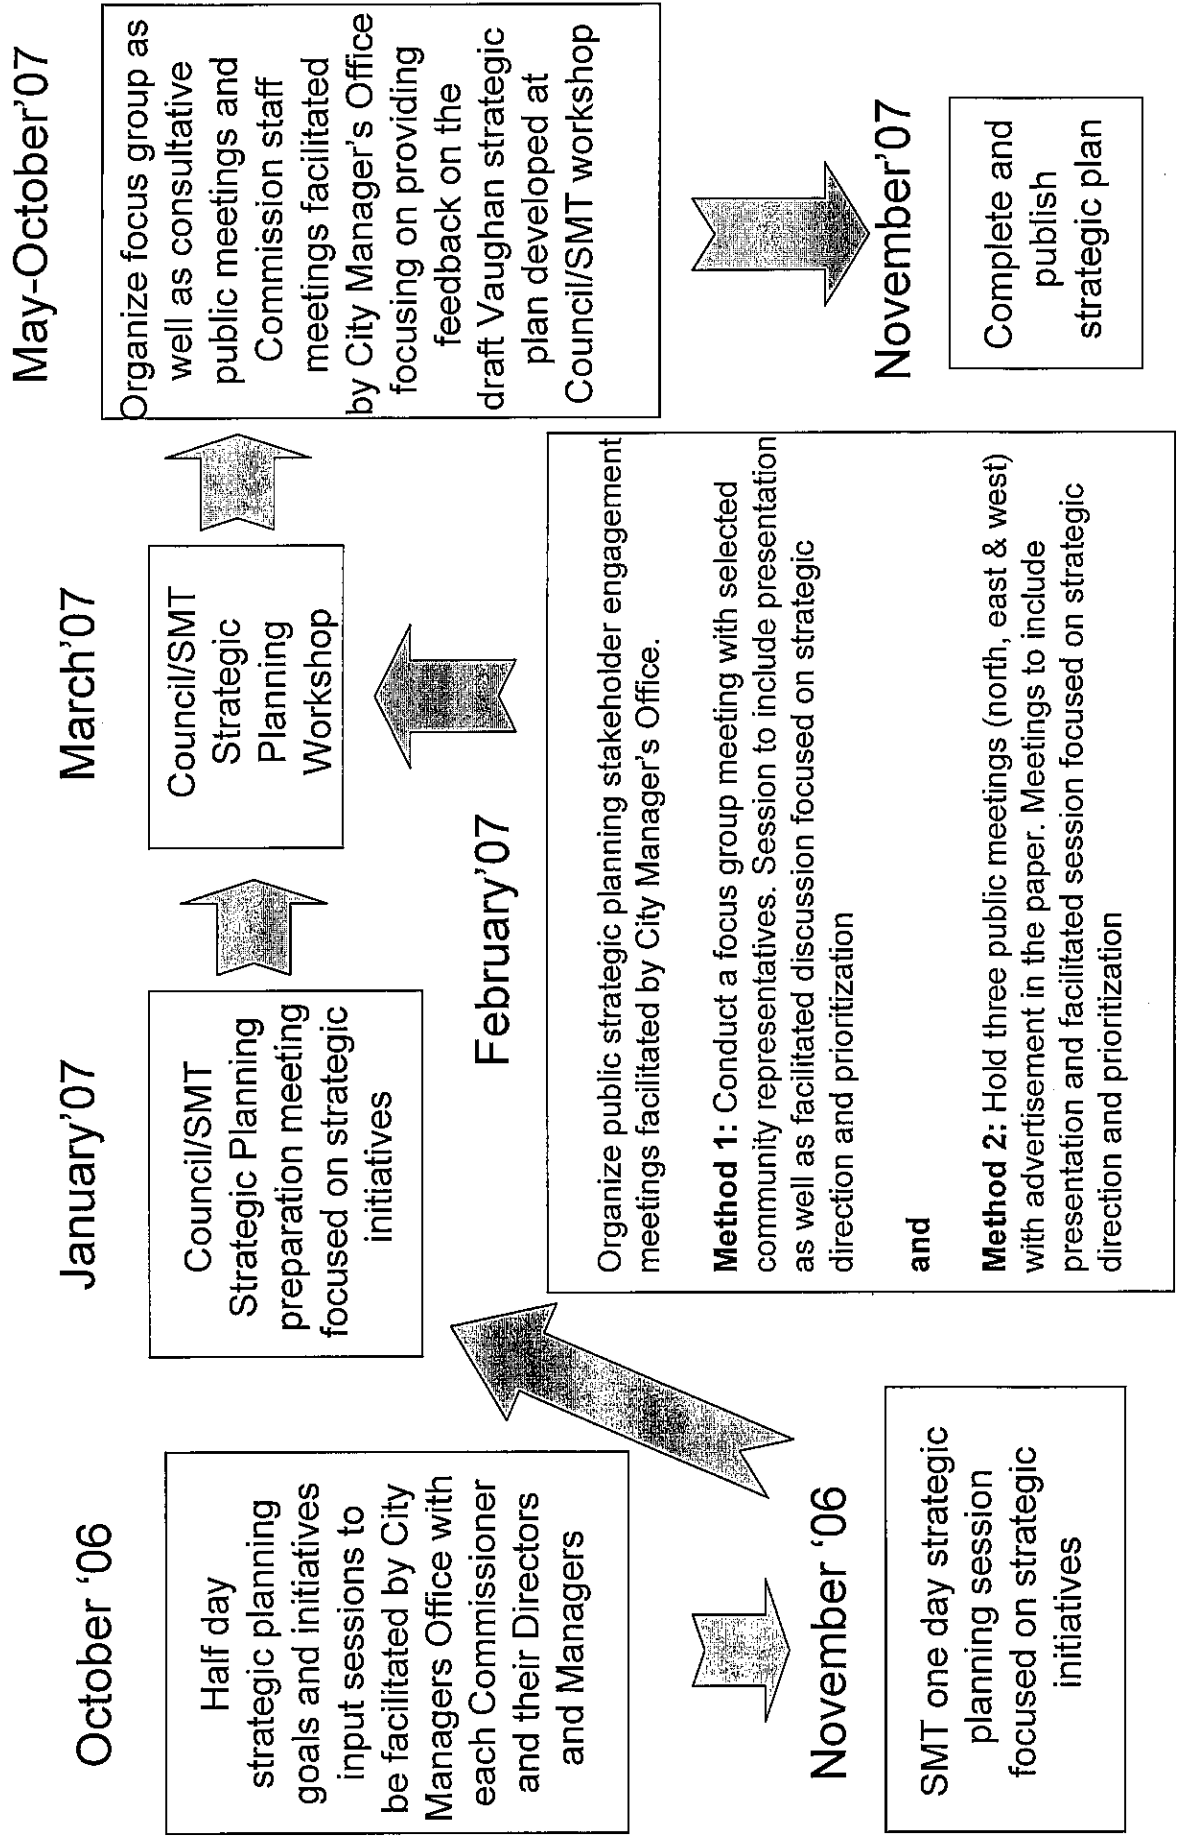 October ‘06
Half day
strategic planning
goals and initiatives
input sessions to
be facilitated by City
Managers Office with
each Commissioner
and their Directors
and Managers
November ‘06
SMT one day strategic
planning session
focused on strategic
initiatives
January’07
Council/SMT
Strategic Planning
preparation meeting
focused on strategic
initiatives
February’07
Organize public strategic planning stakeholder engagement
meetings facilitated by City Manager’s Office.
Method 1: Conduct a focus group meeting with selected
community representatives. Session to include presentation
as well as facilitated discussion focused on strategic
direction and prioritization
and
Method 2: Hold three public meetings (north, east & west)
with advertisement in the paper. Meetings to include
presentation and facilitated session focused on strategic
direction and prioritization
March’07
Council/SMT
Strategic
Planning
Workshop
May-October’07
Organize focus group as
well as consultative
public meetings and
Commission staff
meetings facilitated
by City Manager’s Office
focusing on providing
feedback on the
draft Vaughan strategic
plan developed at
Council/SMT workshop
November’07
Complete and
publish
strategic plan